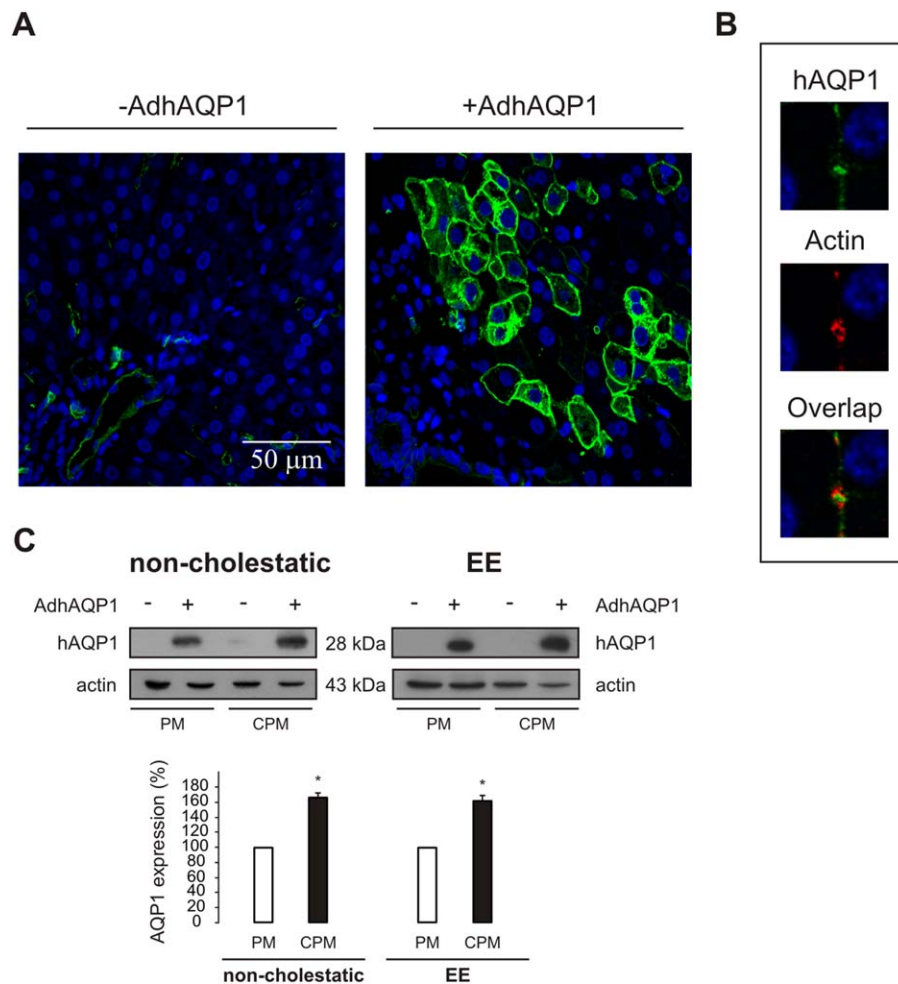 A
-AdhAQP1
+AdhAQP1
50 µm
B
hAQP1
Actin
Overlap
C
non-cholestatic
EE
AdhAQP1 - + - + - + - + AdhAQP1
hAQP1 28 kDa hAQP1
actin 43 kDa actin
PM CPM PM CPM
AQP1 expression (%)
180
160
140
120
100
80
60
40
20
0
* *
PM CPM PM CPM
non-cholestatic EE